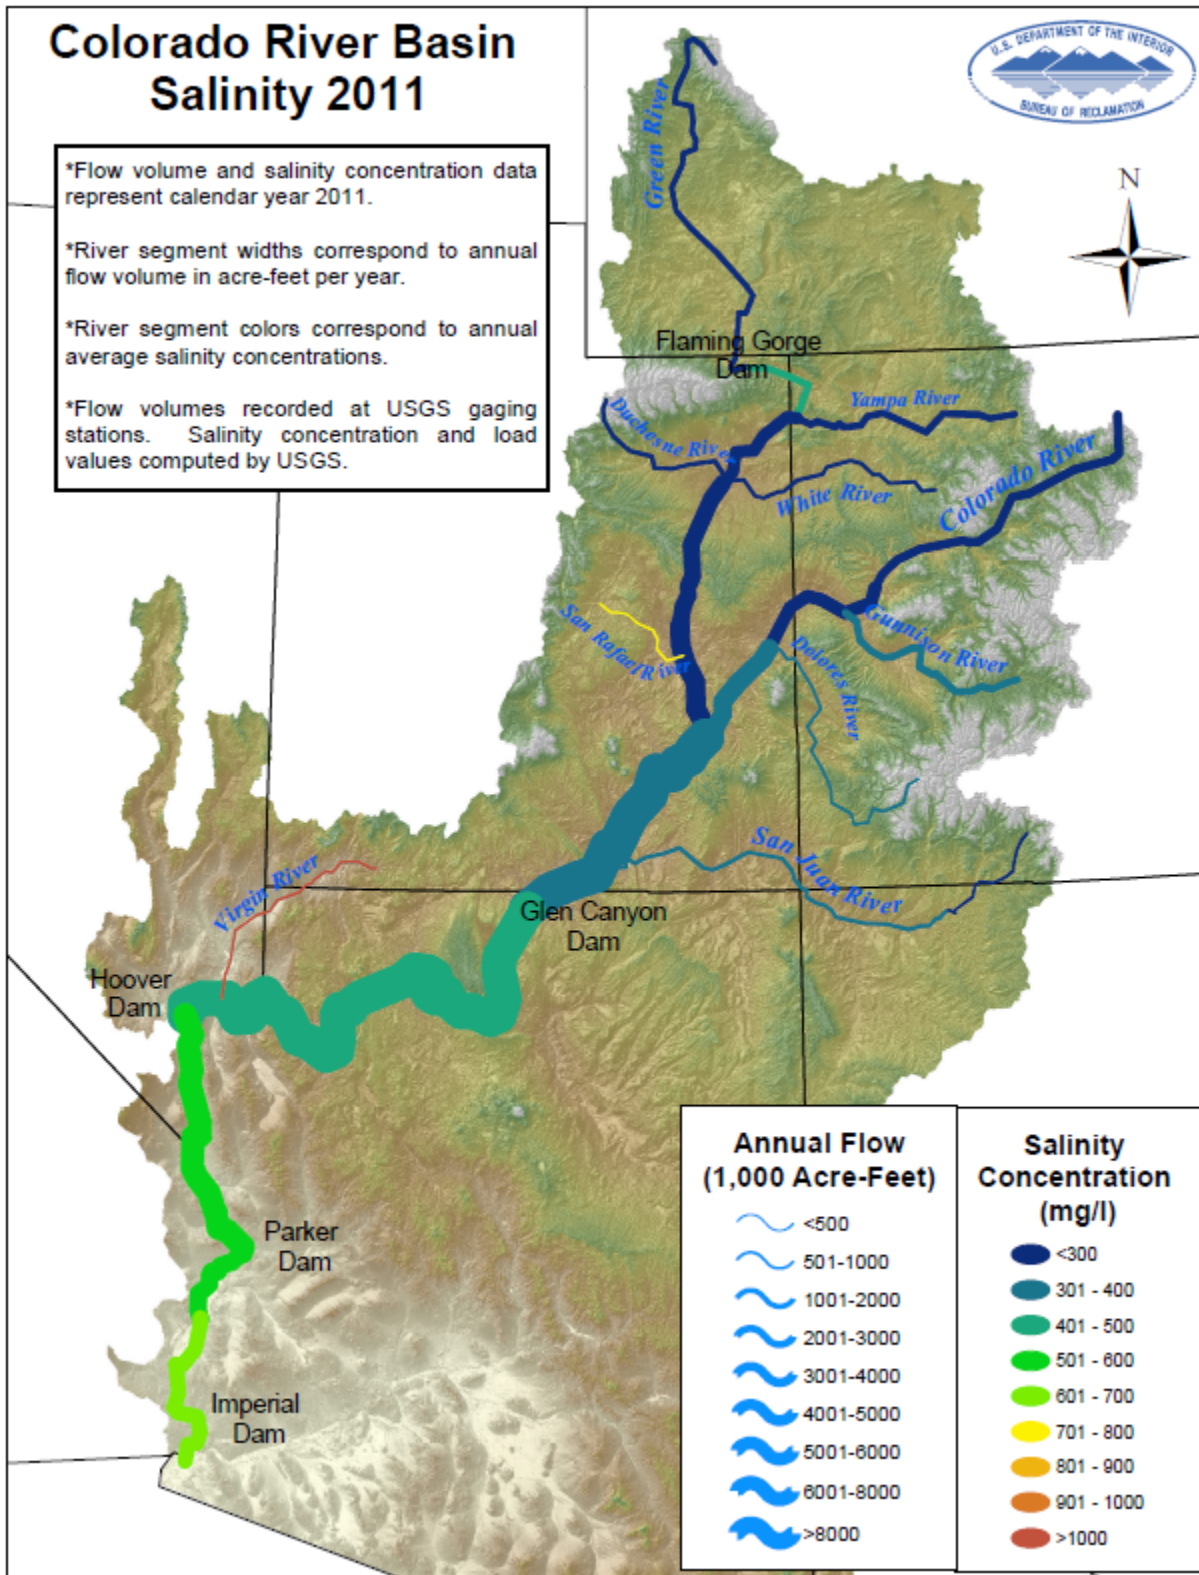 Colorado River Basin
Salinity 2011
*Flow volume and salinity concentration data
represent calendar year 2011.
*River segment widths correspond to annual
flow volume in acre-feet per year.
*River segment colors correspond to annual
average salinity concentrations.
*Flow volumes recorded at USGS gaging
stations. Salinity concentration and load
values computed by USGS.
U.S. DEPARTMENT OF THE INTERIOR
BUREAU OF RECLAMATION
N
Green River
Flaming Gorge
Dam
Yampa River
Duchesne River
White River
Colorado River
Gunnison River
San Rafael River
Dolores River
San Juan River
Virgin River
Glen Canyon
Dam
Hoover
Dam
Parker
Dam
Imperial
Dam
Annual Flow
(1,000 Acre-Feet)
<500
501-1000
1001-2000
2001-3000
3001-4000
4001-5000
5001-6000
6001-8000
>8000
Salinity
Concentration
(mg/l)
<300
301 - 400
401 - 500
501 - 600
601 - 700
701 - 800
801 - 900
901 - 1000
>1000